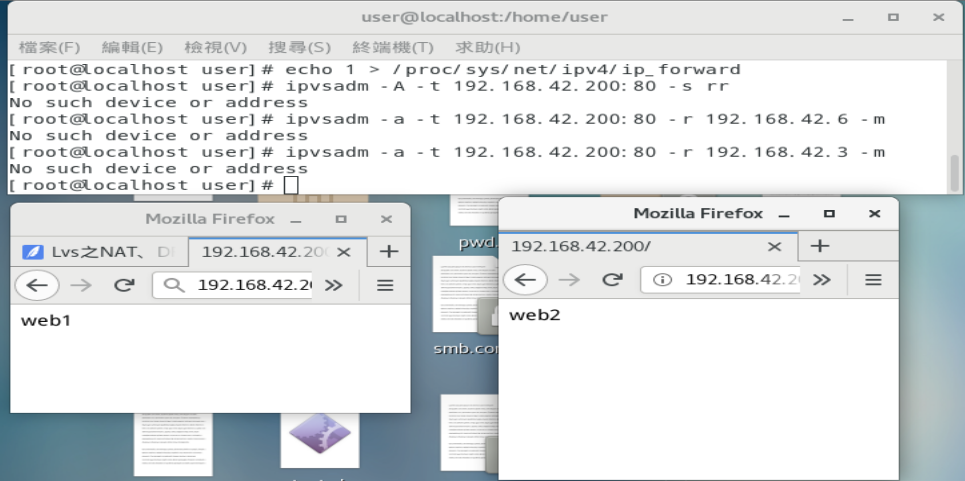 user@localhost:/home/user
檔案(F) 編輯(E) 檢視(V) 搜尋(S) 終端機(T) 求助(H)
[root@localhost user]# echo 1 > /proc/sys/net/ipv4/ip_forward
[root@localhost user]# ipvsadm -A -t 192.168.42.200:80 -s rr
No such device or address
[root@localhost user]# ipvsadm -a -t 192.168.42.200:80 -r 192.168.42.6 -m
No such device or address
[root@localhost user]# ipvsadm -a -t 192.168.42.200:80 -r 192.168.42.3 -m
No such device or address
[root@localhost user]#
Mozilla Firefox
Lvs之NAT、D
192.168.42.20
192.168.42.2
web1
pwd.
smb.co
Mozilla Firefox
192.168.42.200/
192.168.42.2
web2